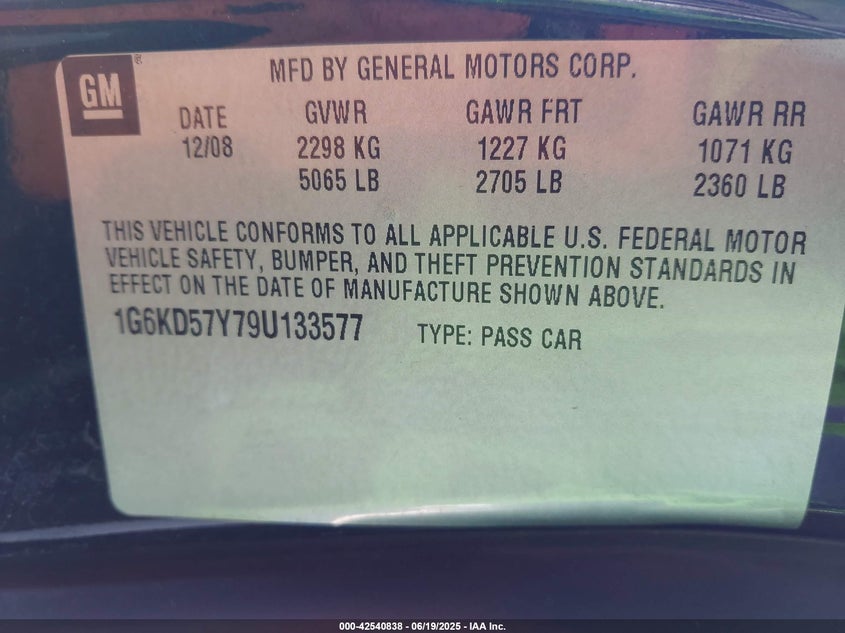 GM®
MFD BY GENERAL MOTORS CORP.
DATE GVWR GAWR FRT GAWR RR
12/08 2298 KG 1227 KG 1071 KG
5065 LB 2705 LB 2360 LB
THIS VEHICLE CONFORMS TO ALL APPLICABLE U.S. FEDERAL MOTOR
VEHICLE SAFETY, BUMPER, AND THEFT PREVENTION STANDARDS IN
EFFECT ON THE DATE OF MANUFACTURE SHOWN ABOVE.
1G6KD57Y79U133577 TYPE: PASS CAR
000-42540838 - 06/19/2025 - IAA Inc.